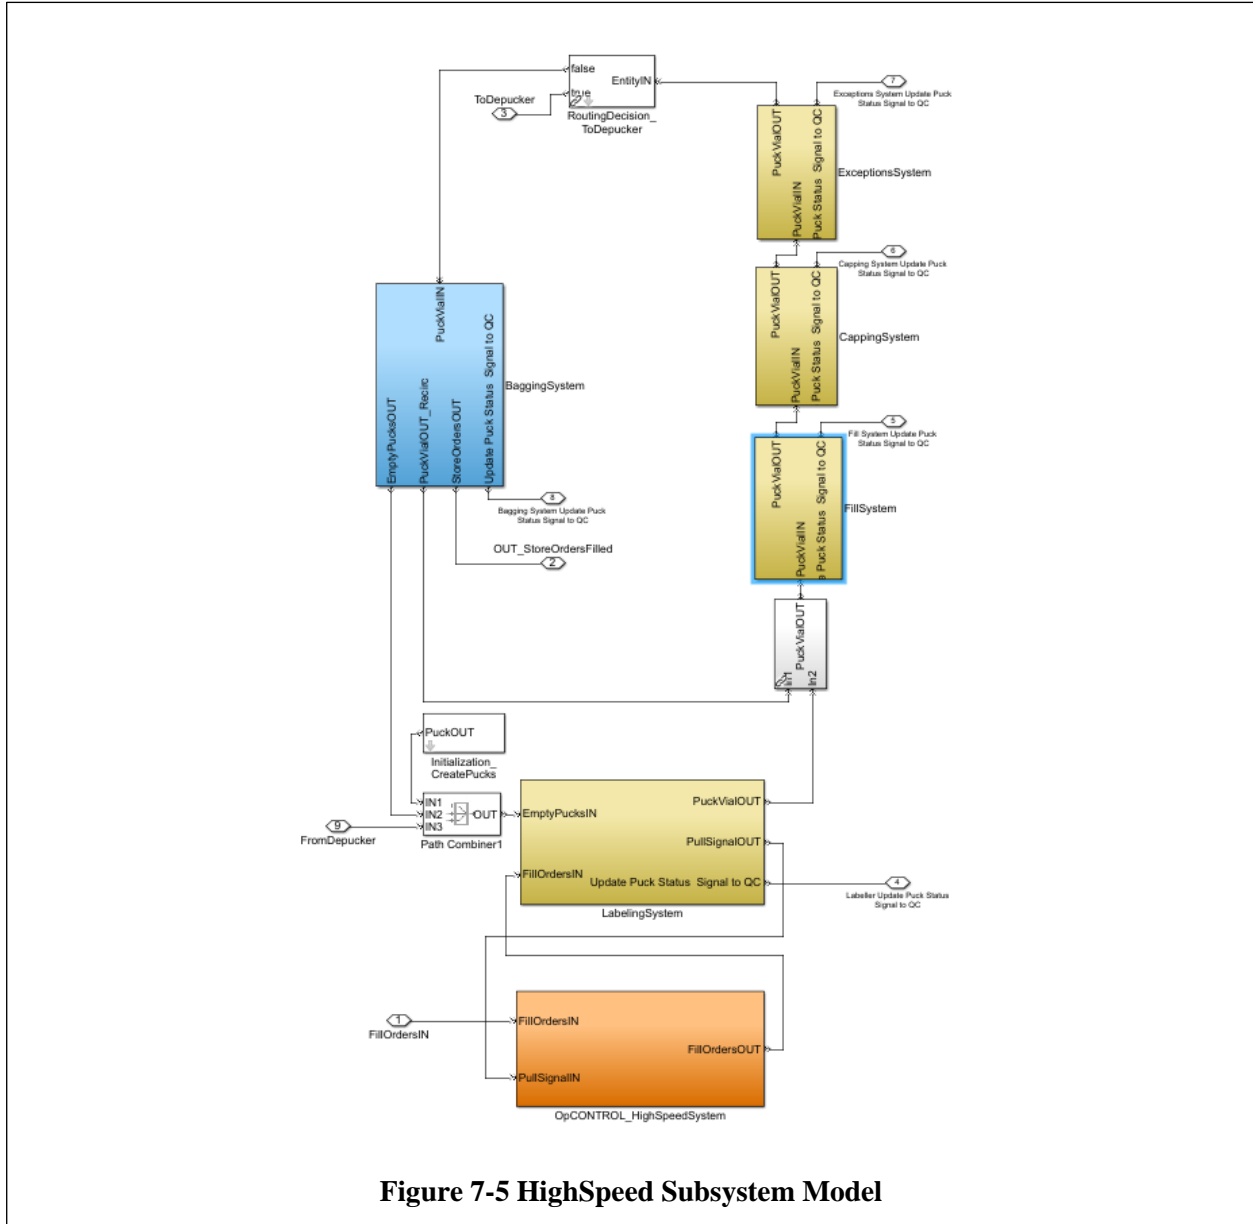 false
true
EntityIN
RoutingDecision_
ToDepucker
ToDepucker
3
7
Exceptions System Update Puck
Status Signal to QC
PuckVialOUT
PuckVialIN
Puck Status  Signal to QC
ExceptionsSystem
6
Capping System Update Puck
Status Signal to QC
PuckVialOUT
PuckVialIN
Puck Status  Signal to QC
CappingSystem
5
Fill System Update Puck
Status Signal to QC
PuckVialOUT
PuckVialIN
e Puck Status  Signal to QC
FillSystem
PuckVialIN
EmptyPucksOUT
PuckVialOUT_Recirc
StoreOrdersOUT
Update Puck Status  Signal to QC
BaggingSystem
8
Bagging System Update Puck
Status Signal to QC
OUT_StoreOrdersFilled
2
PuckVialOUT
In1
In2
PuckOUT
Initialization_
CreatePucks
IN1
IN2
IN3
OUT
Path Combiner1
9
FromDepucker
EmptyPucksIN
FillOrdersIN
PuckVialOUT
PullSignalOUT
Update Puck Status  Signal to QC
LabelingSystem
4
Labeller Update Puck Status
Signal to QC
1
FillOrdersIN
FillOrdersIN
PullSignalIN
FillOrdersOUT
OpCONTROL_HighSpeedSystem
Figure 7-5 HighSpeed Subsystem Model